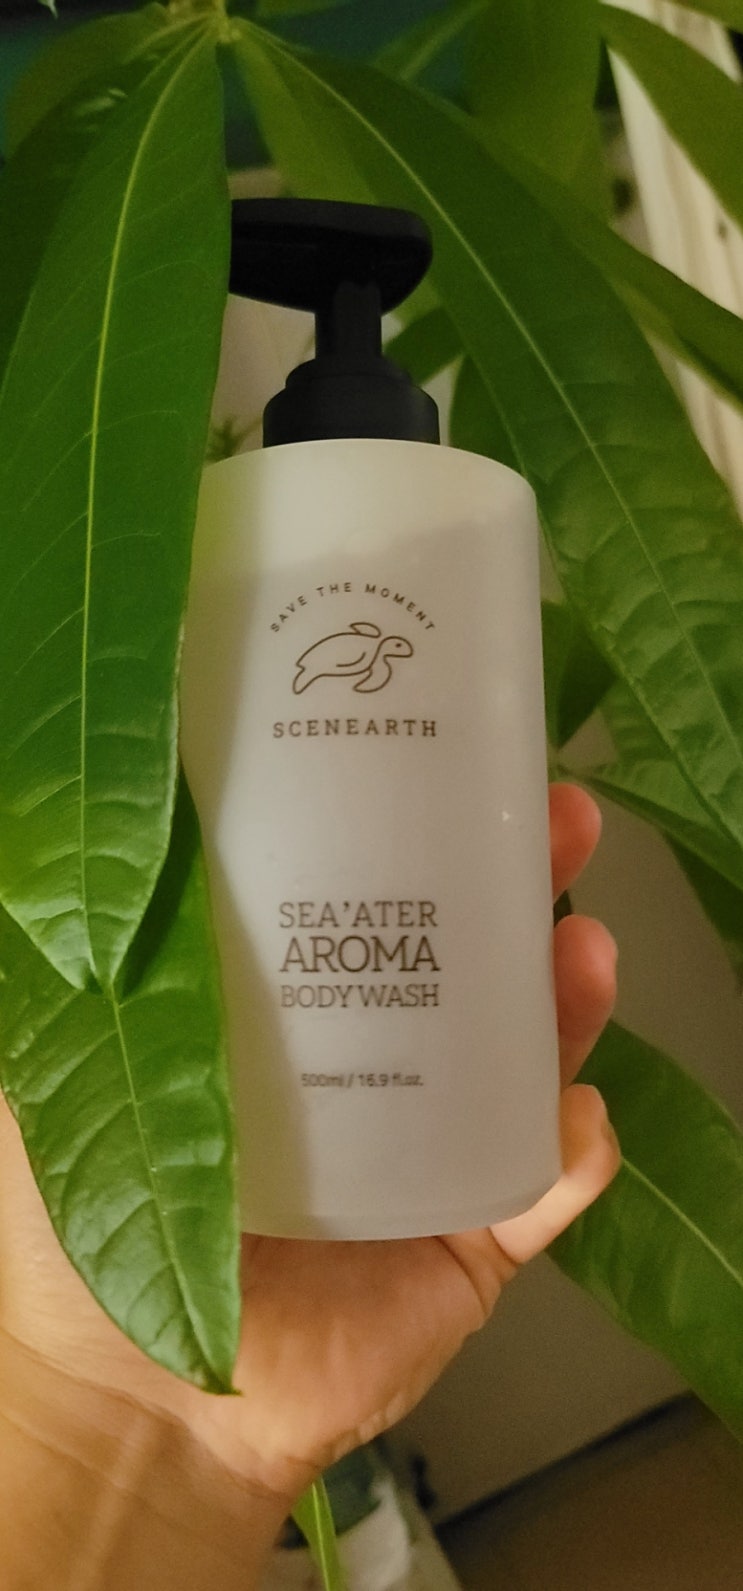 SAVE THE MOMENT
SCENEARTH
SEA'ATER
AROMA
BODY WASH
500ml / 16.9 fl.oz.